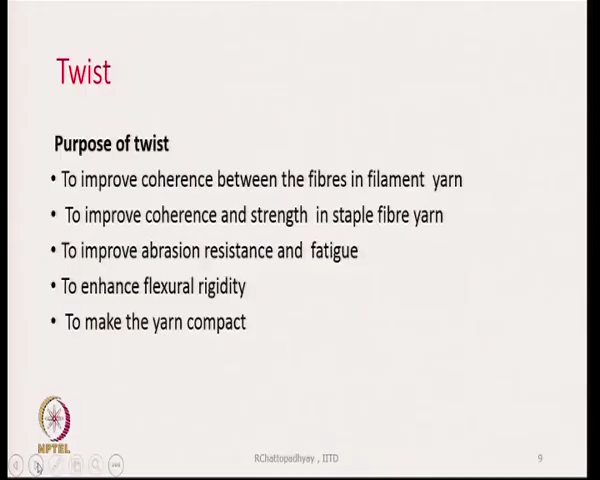 Twist
Purpose of twist
• To improve coherence between the fibres in filament yarn
• To improve coherence and strength in staple fibre yarn
• To improve abrasion resistance and fatigue
• To enhance flexural rigidity
• To make the yarn compact
NPTEL
RChattopadhyay , IITD
9